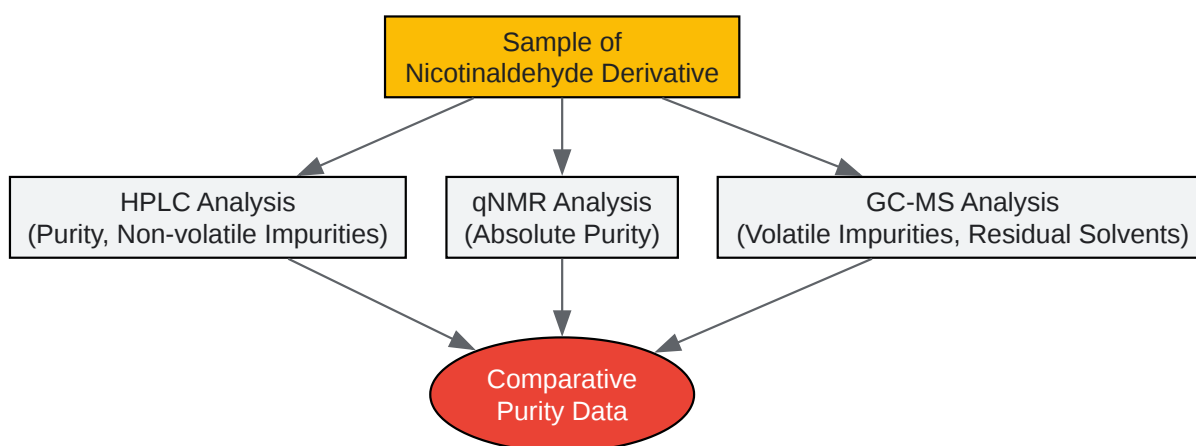 Sample of
Nicotinaldehyde Derivative
HPLC Analysis
(Purity, Non-volatile Impurities)
qNMR Analysis
(Absolute Purity)
GC-MS Analysis
(Volatile Impurities, Residual Solvents)
Comparative
Purity Data